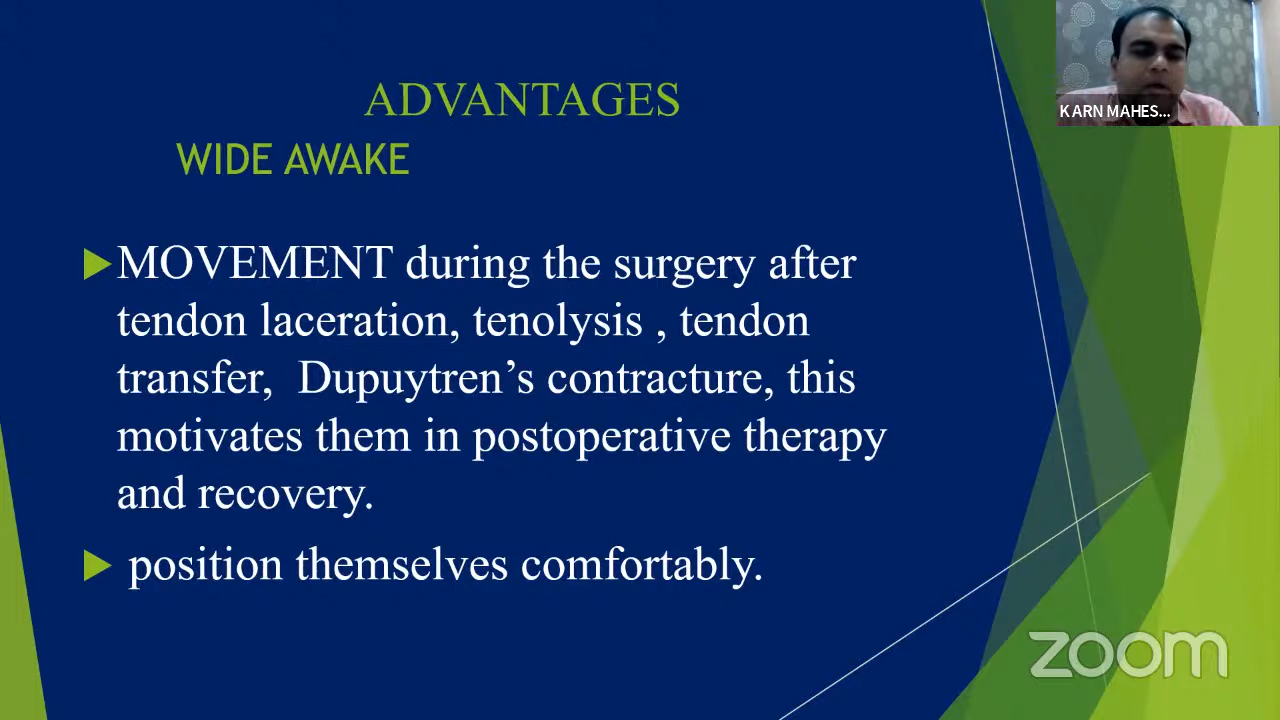 KARN MAHES...
ADVANTAGES
WIDE AWAKE
MOVEMENT during the surgery after
tendon laceration, tenolysis , tendon
transfer, Dupuytren’s contracture, this
motivates them in postoperative therapy
and recovery.
position themselves comfortably.
zoom